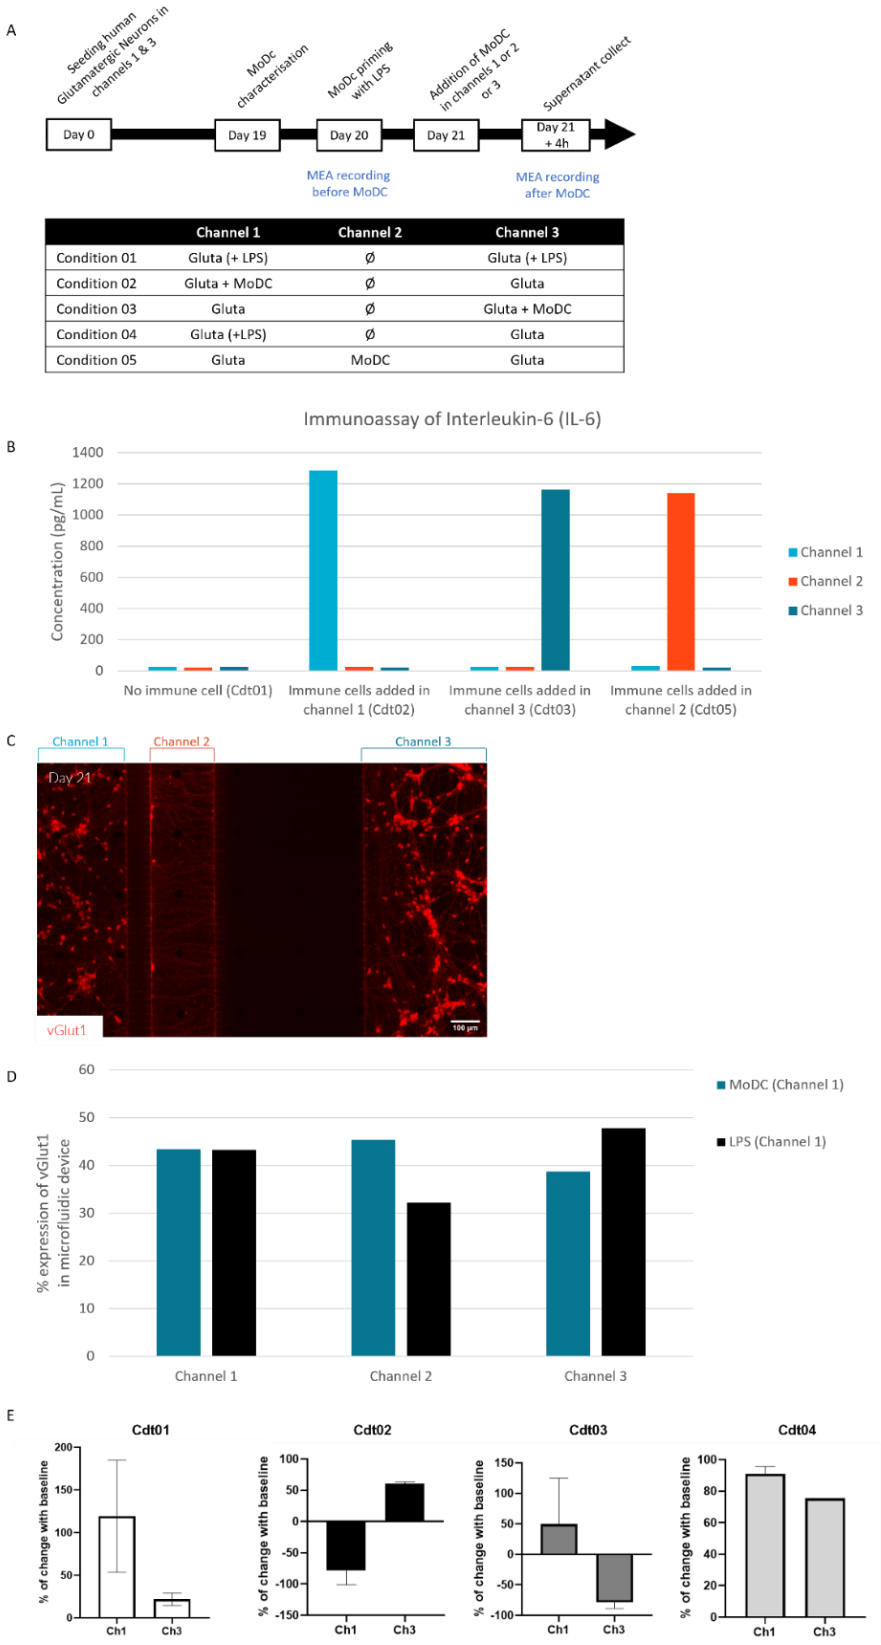 A
Seeding human
Glutamatergic Neurons in
channels 1 & 3
MoDc
characterisation
MoDc priming
with LPS
Addition of MoDC
in channels 1 or 2
or 3
Supernatant collect
Day 0
Day 19
Day 20
Day 21
Day 21
+ 4h
MEA recording
before MoDC
MEA recording
after MoDC
Channel 1 Channel 2 Channel 3
Condition 01 Gluta (+ LPS) Ø Gluta (+ LPS)
Condition 02 Gluta + MoDC Ø Gluta
Condition 03 Gluta Ø Gluta + MoDC
Condition 04 Gluta (+LPS) Ø Gluta
Condition 05 Gluta MoDC Gluta
Immunoassay of Interleukin-6 (IL-6)
B
Concentration (pg/mL)
1400
1200
1000
800
600
400
200
0
No immune cell (Cdt01)
Immune cells added in
channel 1 (Cdt02)
Immune cells added in
channel 3 (Cdt03)
Immune cells added in
channel 2 (Cdt05)
Channel 1
Channel 2
Channel 3
C
Channel 1 Channel 2 Channel 3
Day 21
vGlut1
100 µm
D
% expression of vGlut1
in microfluidic device
60
50
40
30
20
10
0
Channel 1 Channel 2 Channel 3
MoDC (Channel 1)
LPS (Channel 1)
E
Cdt01
% of change with baseline
200
150
100
50
0
Ch1 Ch3
Cdt02
% of change with baseline
100
50
0
-50
-100
-150
Ch1 Ch3
Cdt03
% of change with baseline
150
100
50
0
-50
-100
Ch1 Ch3
Cdt04
% of change with baseline
100
80
60
40
20
0
Ch1 Ch3